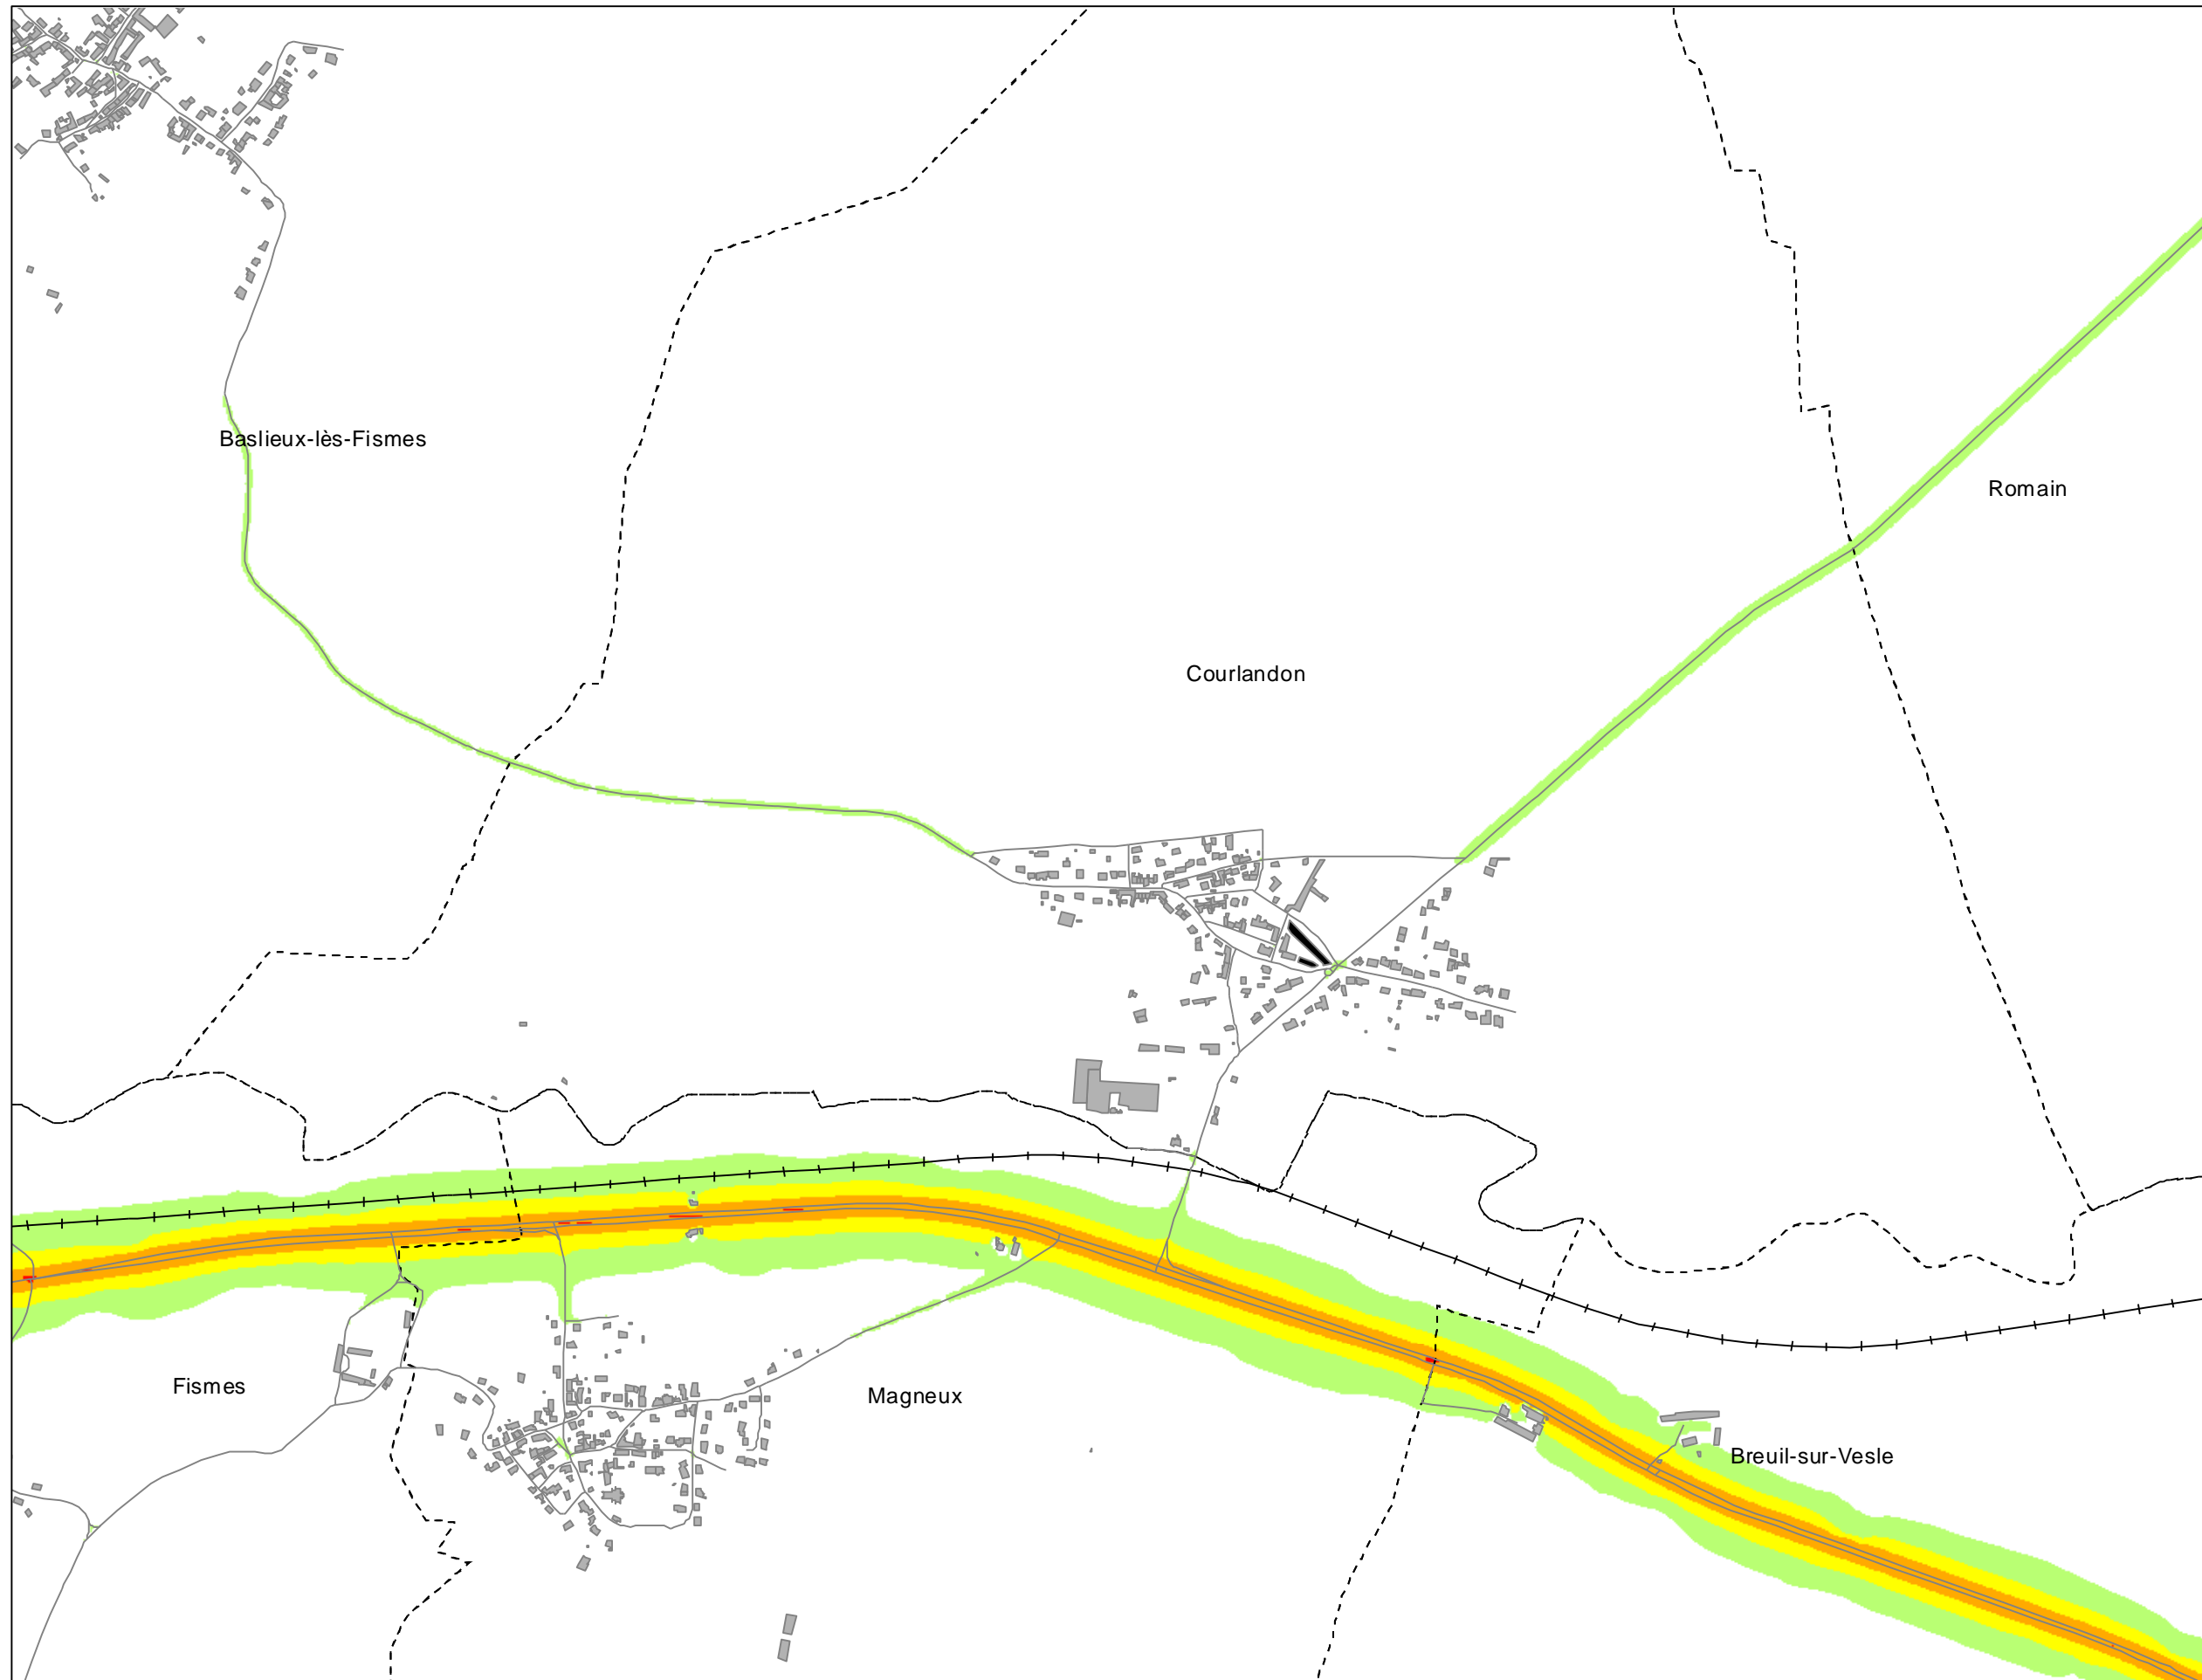 Baslieux-lès-Fismes
Romain
Courlandon
Fismes
Magneux
Breuil-sur-Vesle